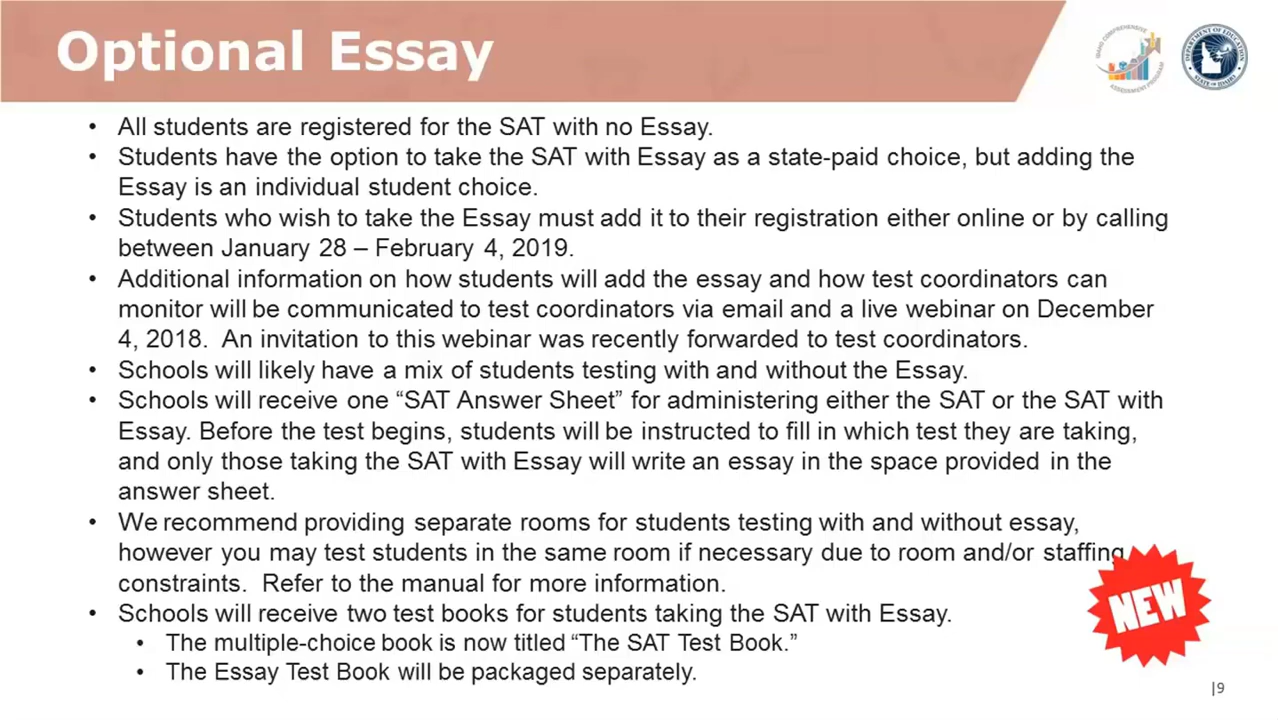 Optional Essay
IDAHO COMPREHENSIVE
ASSESSMENT PROGRAM
DEPARTMENT OF EDUCATION
STATE OF IDAHO
• All students are registered for the SAT with no Essay.
• Students have the option to take the SAT with Essay as a state-paid choice, but adding the
Essay is an individual student choice.
• Students who wish to take the Essay must add it to their registration either online or by calling
between January 28 – February 4, 2019.
• Additional information on how students will add the essay and how test coordinators can
monitor will be communicated to test coordinators via email and a live webinar on December
4, 2018.  An invitation to this webinar was recently forwarded to test coordinators.
• Schools will likely have a mix of students testing with and without the Essay.
• Schools will receive one “SAT Answer Sheet” for administering either the SAT or the SAT with
Essay. Before the test begins, students will be instructed to fill in which test they are taking,
and only those taking the SAT with Essay will write an essay in the space provided in the
answer sheet.
• We recommend providing separate rooms for students testing with and without essay,
however you may test students in the same room if necessary due to room and/or staffing
constraints.  Refer to the manual for more information.
• Schools will receive two test books for students taking the SAT with Essay.
• The multiple-choice book is now titled “The SAT Test Book.”
• The Essay Test Book will be packaged separately.
NEW
|9